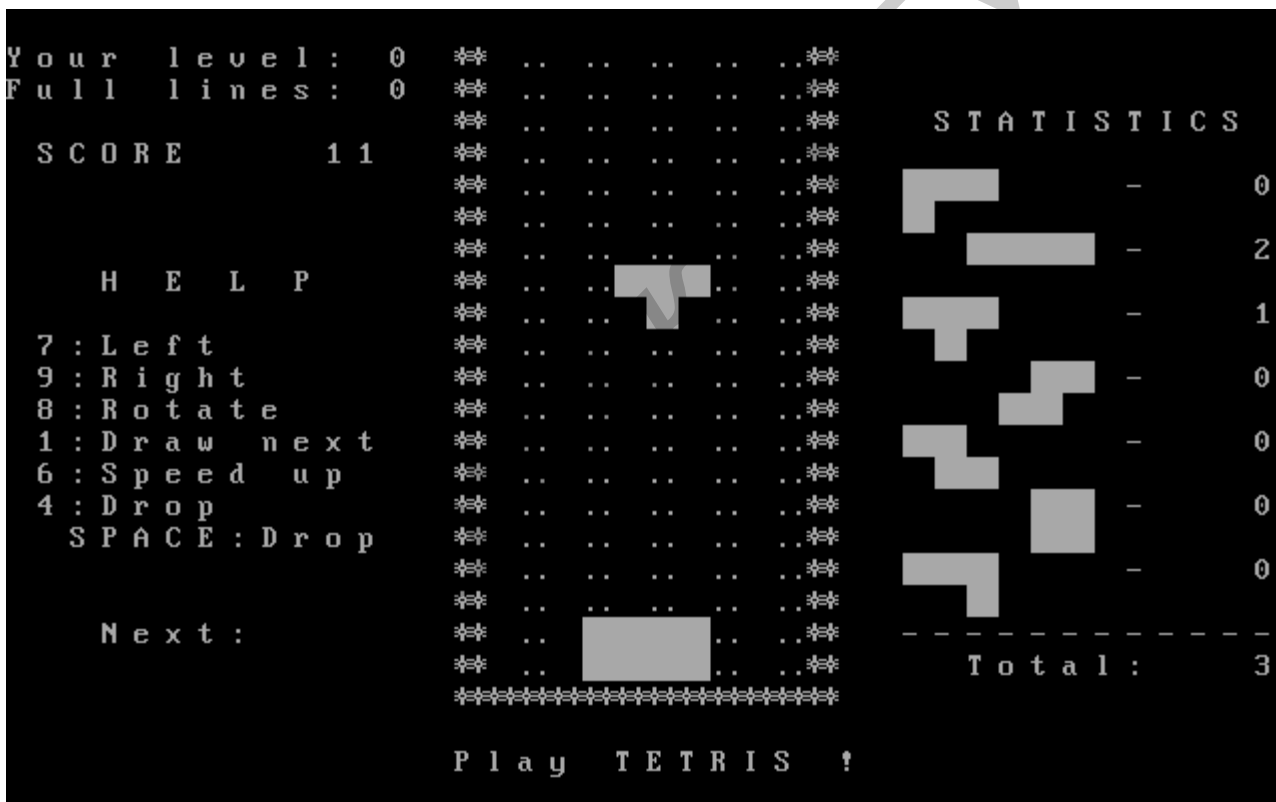 Your level: 0
Full lines: 0
SCORE 11
HELP
7:Left
9:Right
8:Rotate
1:Draw next
6:Speed up
4:Drop
SPACE:Drop
Next:
Play TETRIS !
STATISTICS
- 0
- 2
- 1
- 0
- 0
- 0
- 0
------------
Total: 3